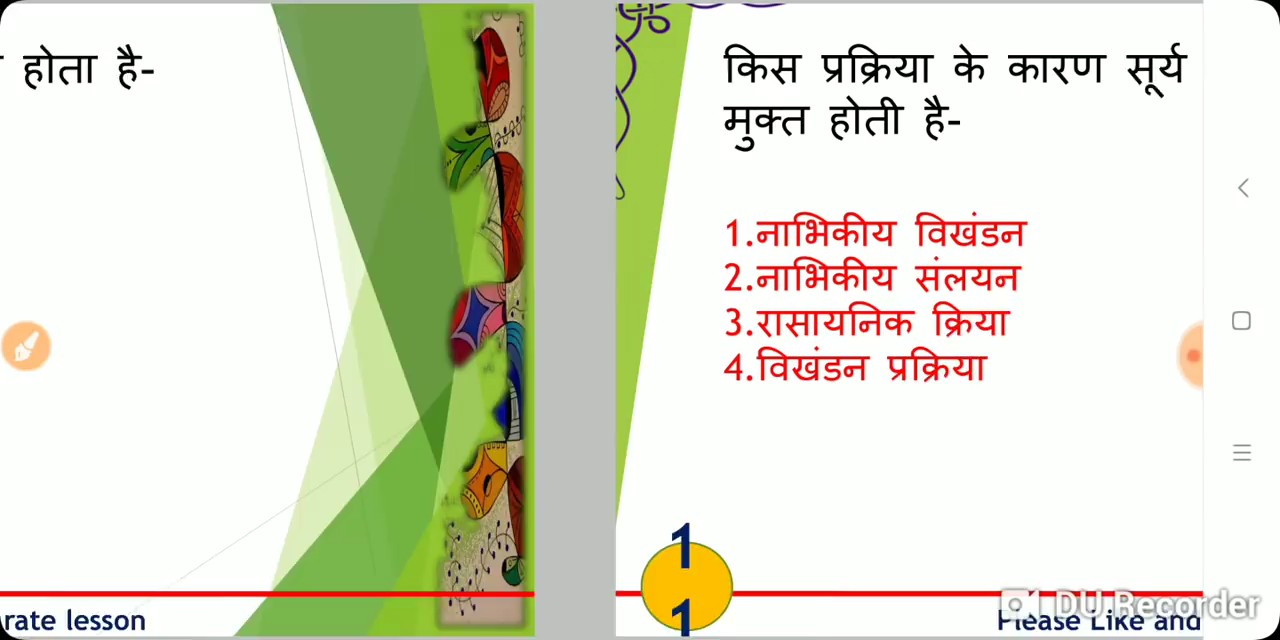 होता है-
rate lesson
किस प्रक्रिया के कारण सूर्य
मुक्त होती है-
1.नाभिकीय विखंडन
2.नाभिकीय संलयन
3.रासायनिक क्रिया
4.विखंडन प्रक्रिया
1
1
Please Like and
DU Recorder